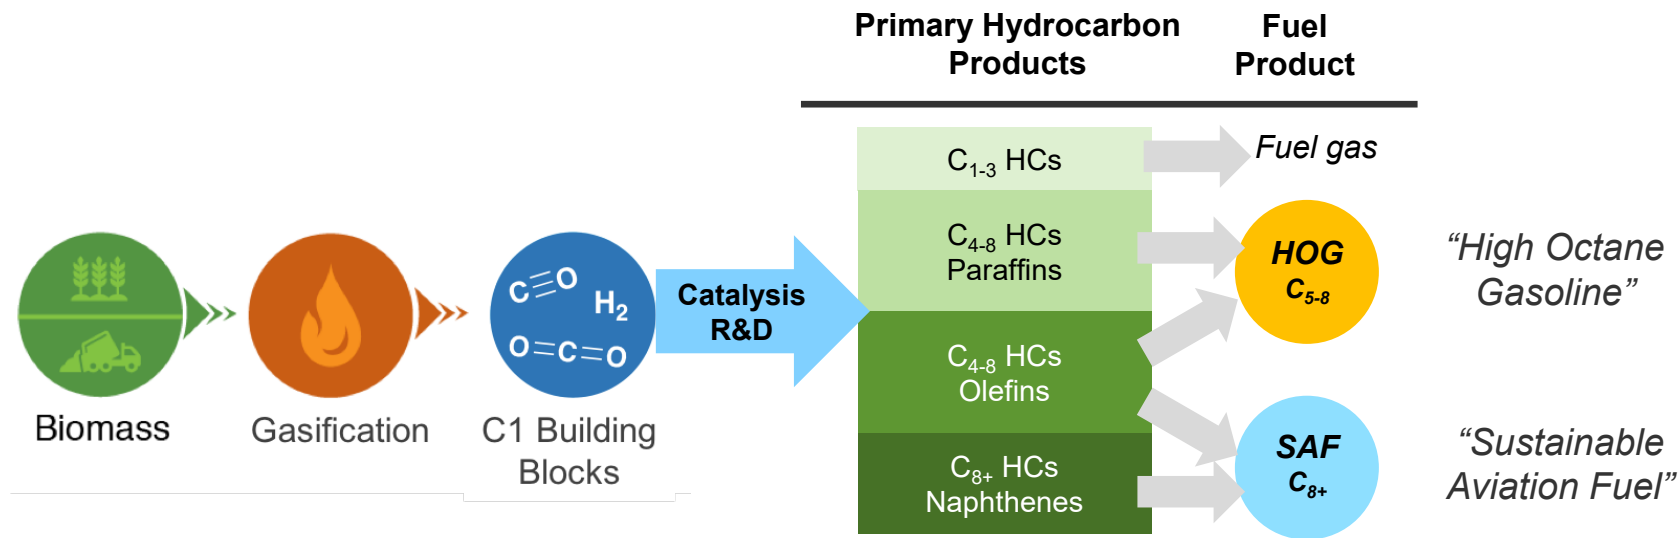 Primary Hydrocarbon
Products
Fuel
Product
C1-3 HCs
Fuel gas
C4-8 HCs
Paraffins
HOG
C5-8
“High Octane
Gasoline”
C≡O
H2
O=C=O
Catalysis
R&D
C4-8 HCs
Olefins
Biomass
Gasification
C1 Building
Blocks
C8+ HCs
Naphthenes
SAF
C8+
“Sustainable
Aviation Fuel”